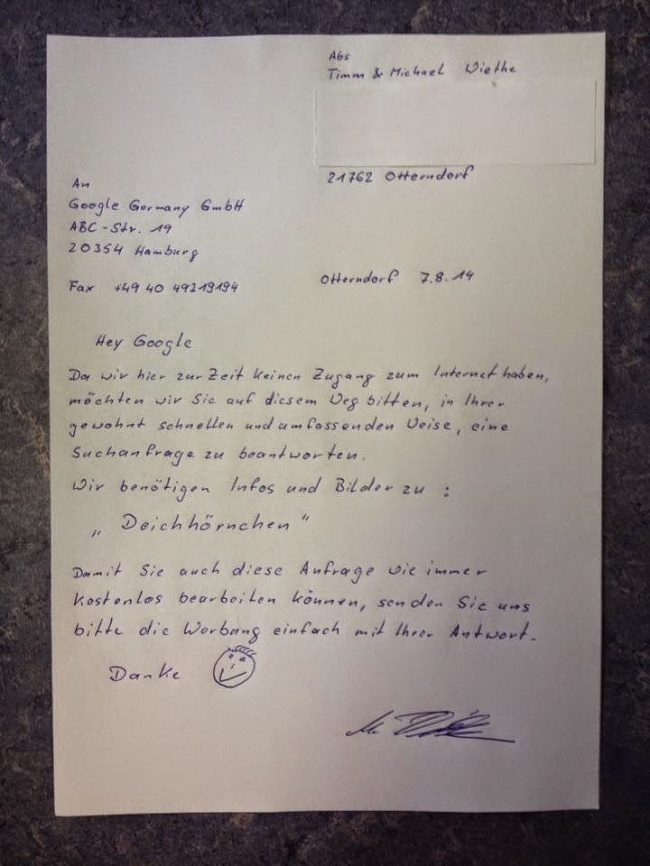 Abs
Timm & Michael Wiethe
21762 Otterndorf
An
Google Germany GmbH
ABC-Str. 19
20354 Hamburg
Fax +49 40 49219194
Otterndorf 7.8.14
Hey Google
Da wir hier zur Zeit keinen Zugang zum Internet haben,
möchten wir Sie auf diesem Weg bitten, in Ihrer
gewohnt schnellen und umfassenden Weise, eine
Suchanfrage zu beantworten.
Wir benötigen Infos und Bilder zu :
„ Deichhörnchen “
Damit Sie auch diese Anfrage wie immer
Kostenlos bearbeiten können, senden Sie uns
bitte die Werbung einfach mit Ihrer Antwort.
Danke